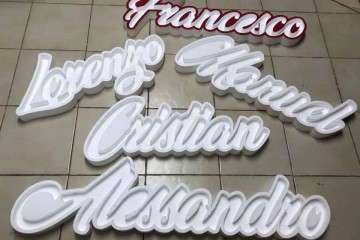 Francesco
Lorenzo
Manuel
Cristian
Alessandro